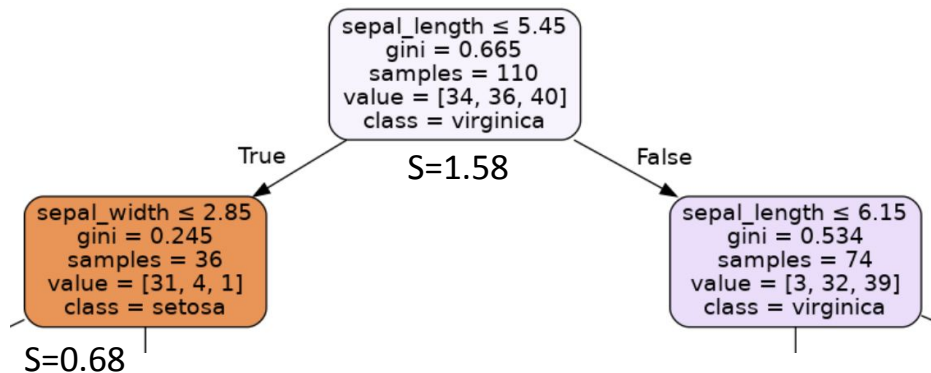 sepal_length ≤ 5.45
gini = 0.665
samples = 110
value = [34, 36, 40]
class = virginica
True
False
S=1.58
sepal_width ≤ 2.85
gini = 0.245
samples = 36
value = [31, 4, 1]
class = setosa
S=0.68
sepal_length ≤ 6.15
gini = 0.534
samples = 74
value = [3, 32, 39]
class = virginica